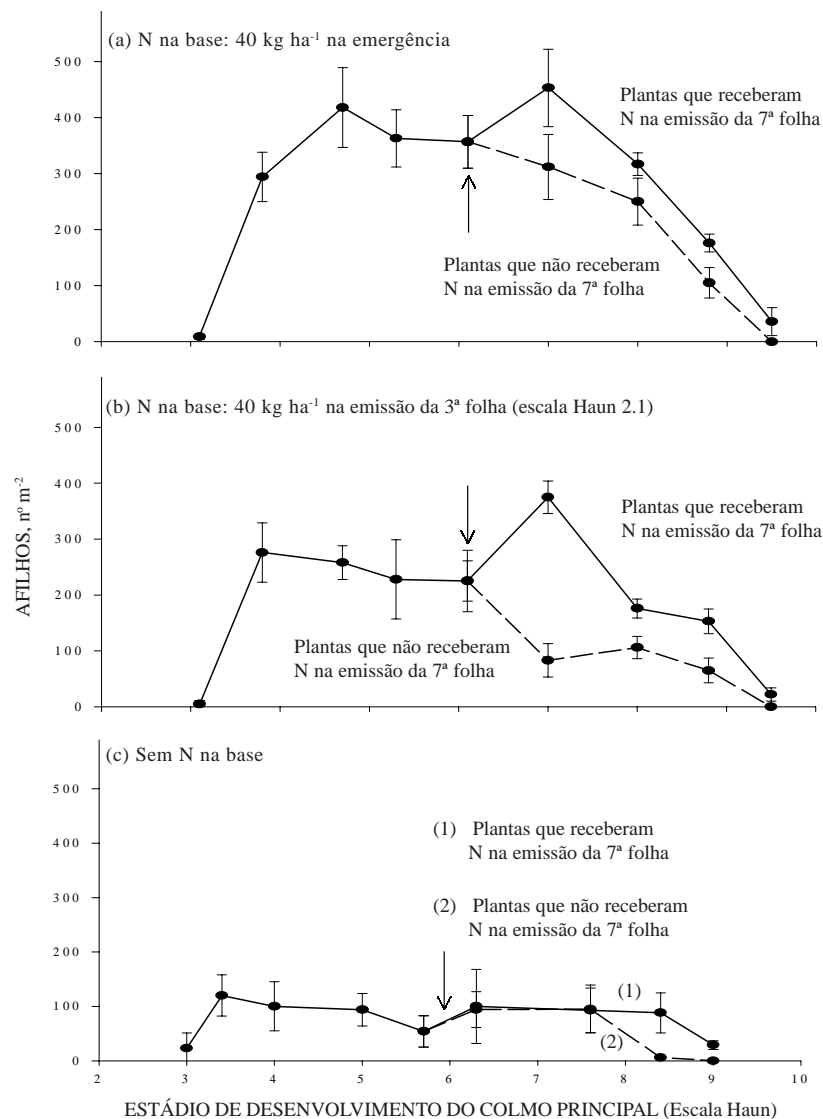 (a) N na base: 40 kg ha⁻¹ na emergência
500
400
300
200
100
0
Plantas que receberam
N na emissão da 7ª folha
Plantas que não receberam
N na emissão da 7ª folha
(b) N na base: 40 kg ha⁻¹ na emissão da 3ª folha (escala Haun 2.1)
500
400
300
200
100
0
Plantas que receberam
N na emissão da 7ª folha
Plantas que não receberam
N na emissão da 7ª folha
AFILHOS, nº m⁻²
(c) Sem N na base
500
400
300
200
100
0
(1) Plantas que receberam
N na emissão da 7ª folha
(2) Plantas que não receberam
N na emissão da 7ª folha
(1)
(2)
2 3 4 5 6 7 8 9 10
ESTÁDIO DE DESENVOLVIMENTO DO COLMO PRINCIPAL (Escala Haun)